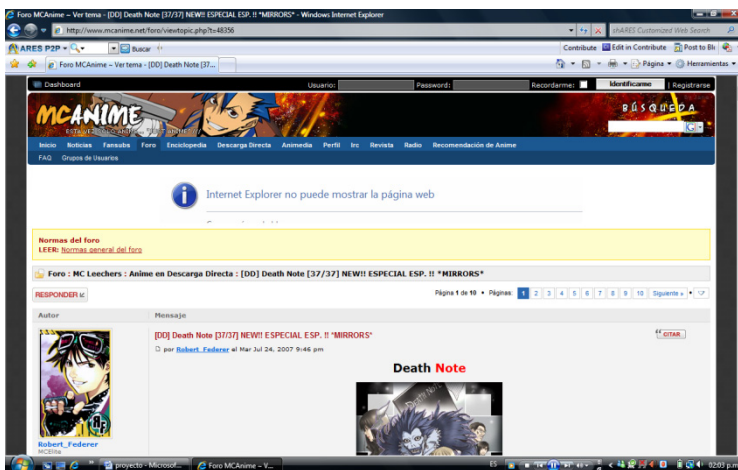 Foro MCAnime – Ver tema - [DD] Death Note [37/37] NEW!! ESPECIAL ESP. !! *MIRRORS* - Windows Internet Explorer
http://www.mcanime.net/foro/viewtopic.php?t=48356
shARES Customized Web Search
ARES P2P
Buscar
Contribute Edit in Contribute Post to Bl
Foro MCAnime – Ver tema - [DD] Death Note [37...
Página Herramientas
Dashboard Usuario: Password: Recordarme: Identificarme | Registrarse
MCANIME
BÚSQUEDA
Inicio Noticias Fansubs Foro Enciclopedia Descarga Directa Animedia Perfil Irc Revista Radio Recomendación de Anime
FAQ Grupos de Usuarios
Internet Explorer no puede mostrar la página web
Normas del foro
LEER: Normas general del foro
Foro : MC Leechers : Anime en Descarga Directa : [DD] Death Note [37/37] NEW!! ESPECIAL ESP. !! *MIRRORS*
RESPONDER
Página 1 de 10 • Páginas: 1 2 3 4 5 6 7 8 9 10 Siguiente »
Autor Mensaje
[DD] Death Note [37/37] NEW!! ESPECIAL ESP. !! *MIRRORS*
CITAR
por Robert_Federer el Mar Jul 24, 2007 9:46 pm
Death Note
RF
Robert_Federer
MCElite
proyecto - Microsof... Foro MCAnime – V... ES 02:03 p.m.